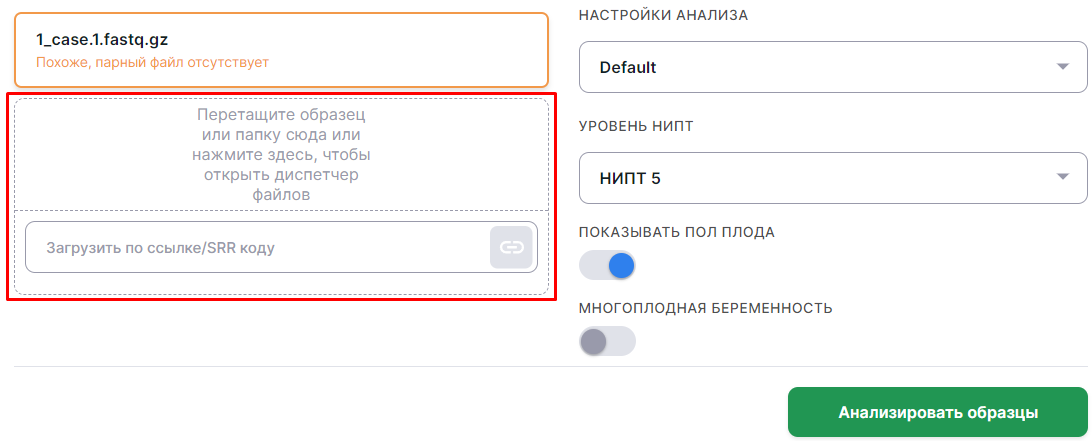 1_case.1.fastq.gz
Похоже, парный файл отсутствует
Перетащите образец
или папку сюда или
нажмите здесь, чтобы
открыть диспетчер
файлов
Загрузить по ссылке/SRR коду
НАСТРОЙКИ АНАЛИЗА
Default
УРОВЕНЬ НИПТ
НИПТ 5
ПОКАЗЫВАТЬ ПОЛ ПЛОДА
МНОГОПЛОДНАЯ БЕРЕМЕННОСТЬ
Анализировать образцы